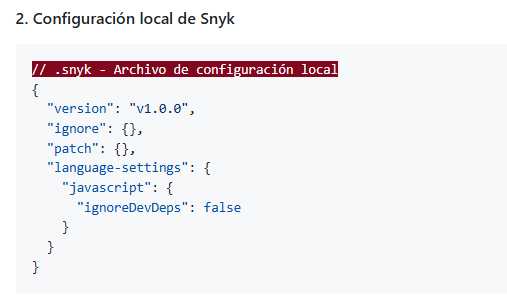 2. Configuración local de Snyk
// .snyk - Archivo de configuración local
{
  "version": "v1.0.0",
  "ignore": {},
  "patch": {},
  "language-settings": {
    "javascript": {
      "ignoreDevDeps": false
    }
  }
}